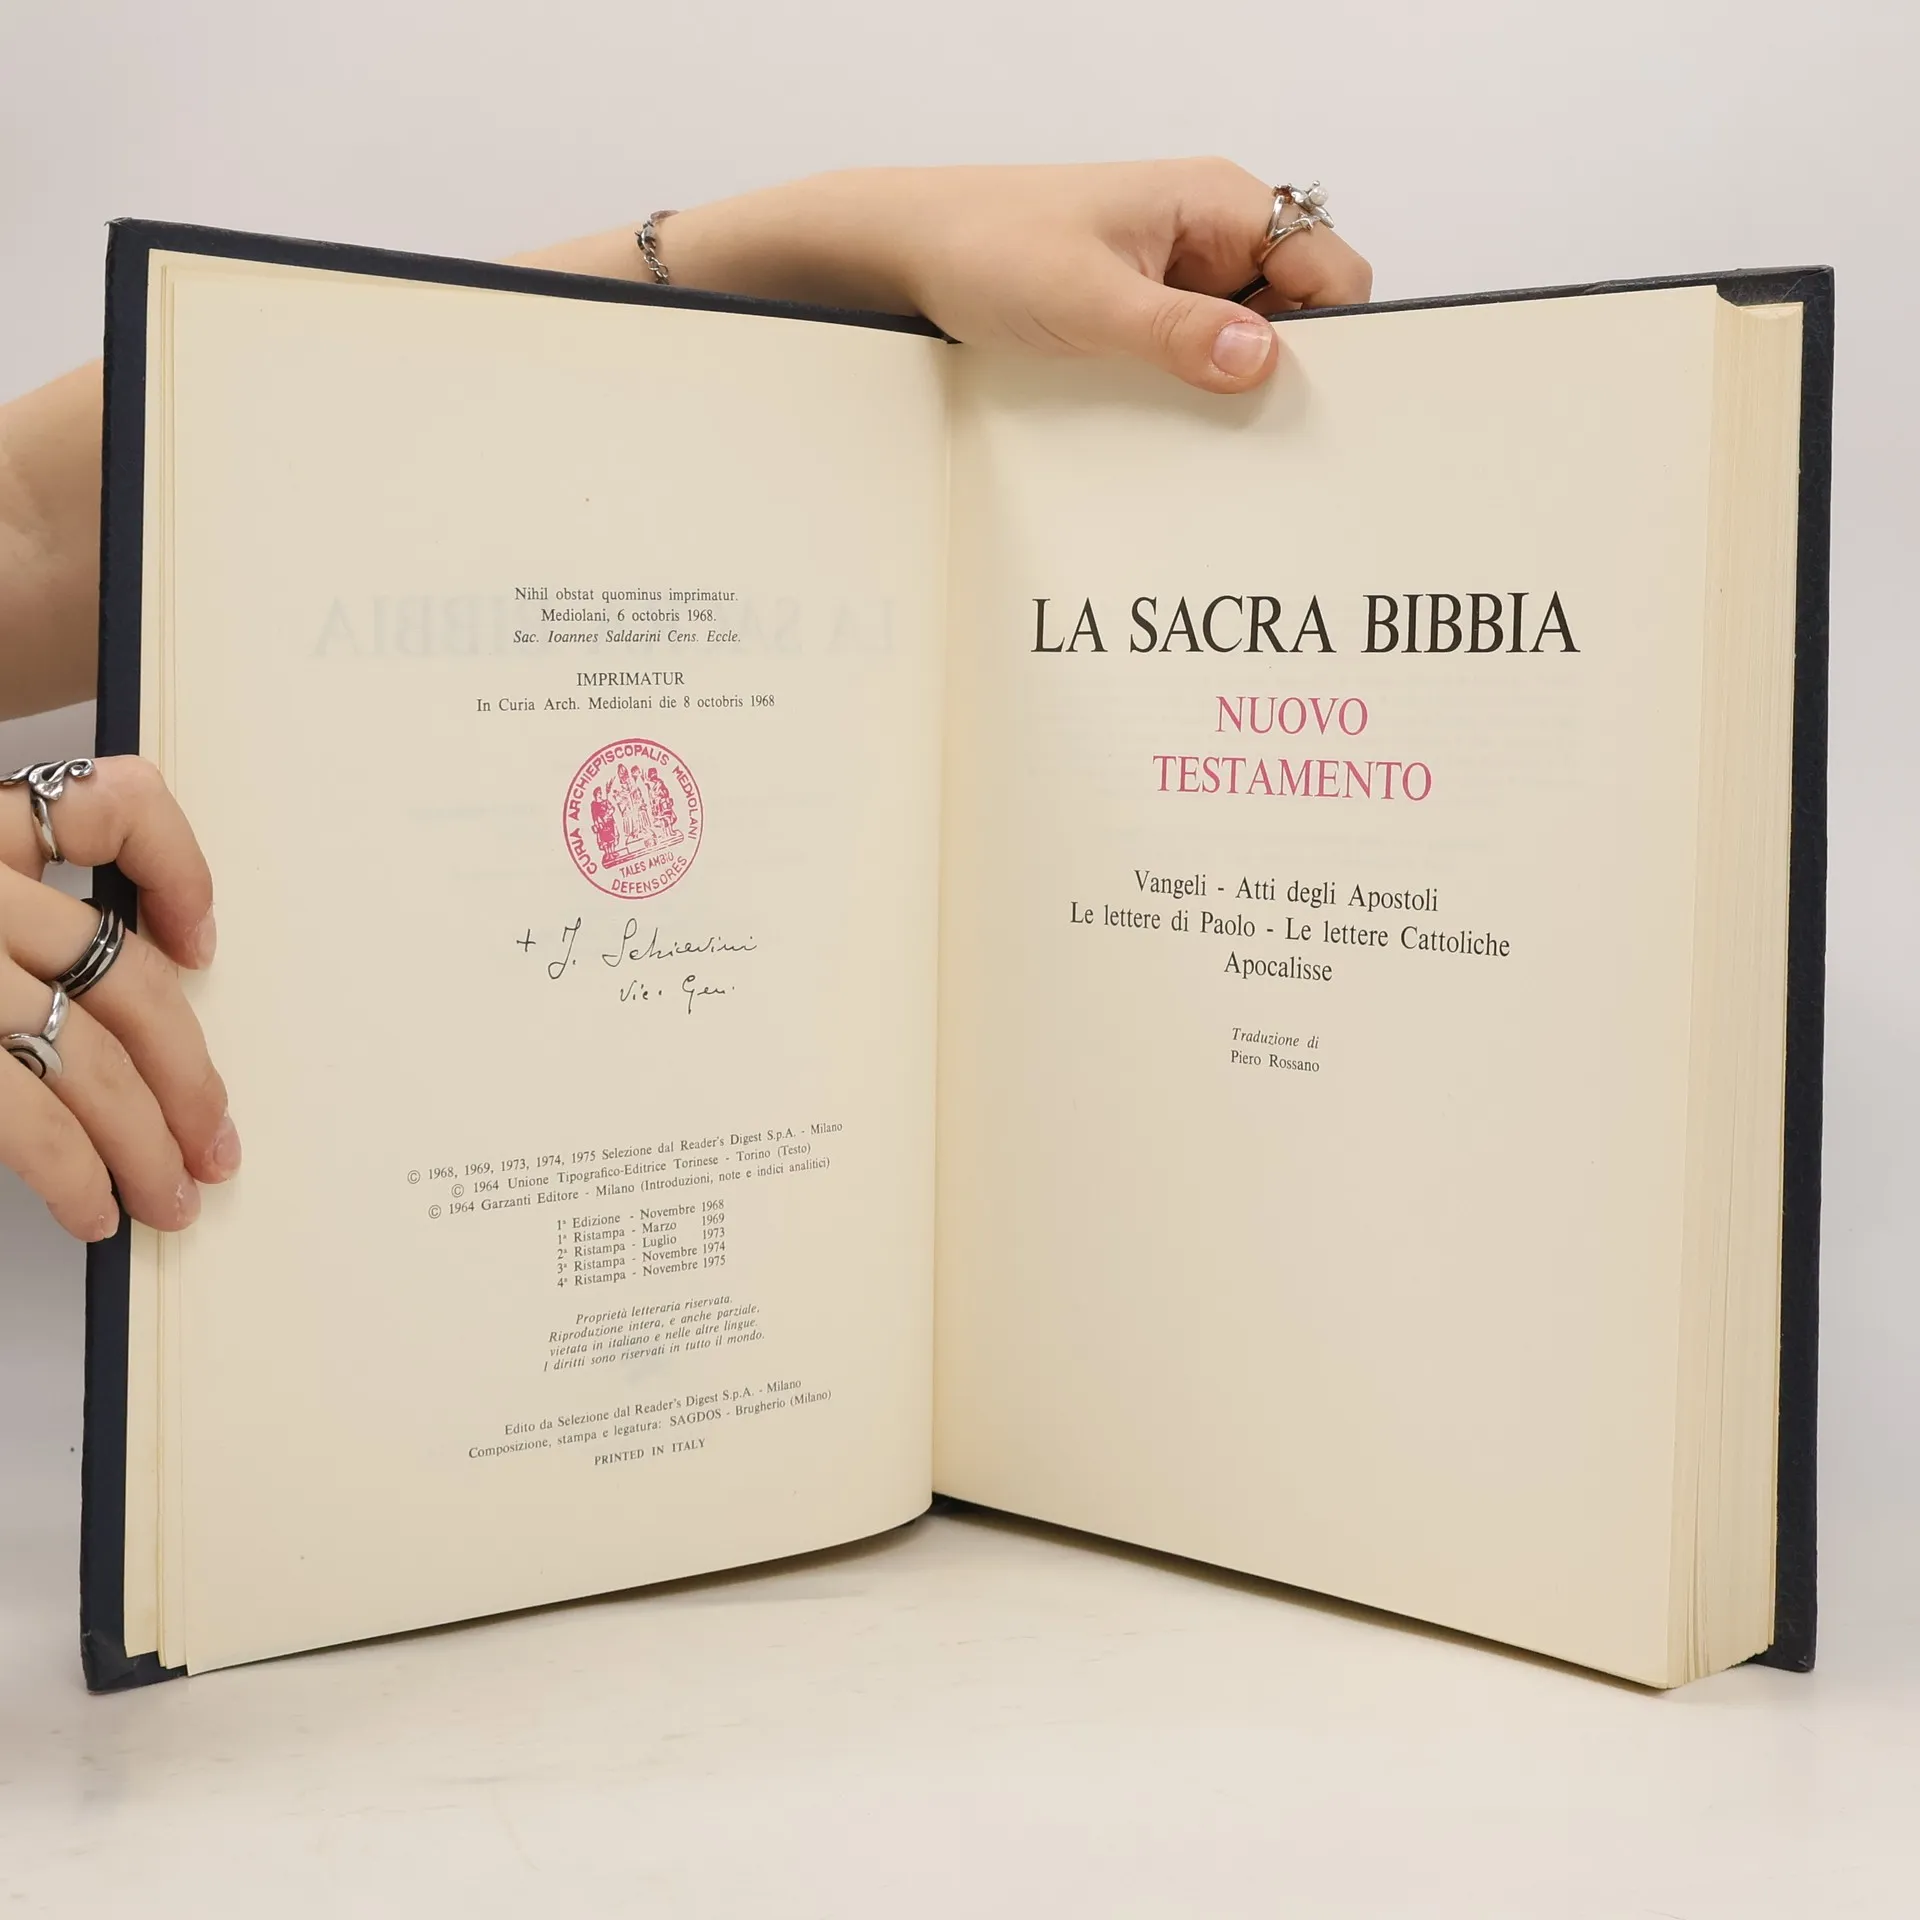 Nihil obstat quominus imprimatur.
Mediolani, 6 octobris 1968.
Sac. Ioannes Saldarini Cens. Eccle.
IMPRIMATUR
In Curia Arch. Mediolani die 8 octobris 1968
CURIA ARCHIEPISCOPALIS MEDIOLANI
TALES AMBIO
DEFENSORES
+ J. Schiavini
Vic. Gen.
© 1968, 1969, 1973, 1974, 1975 Selezione dal Reader's Digest S.p.A. - Milano
© 1964 Unione Tipografico-Editrice Torinese - Torino (Testo)
© 1964 Garzanti Editore - Milano (Introduzioni, note e indici analitici)
1ª Edizione - Novembre 1968
1ª Ristampa - Marzo 1969
2ª Ristampa - Luglio 1973
3ª Ristampa - Novembre 1974
4ª Ristampa - Novembre 1975
Proprietà letteraria riservata.
Riproduzione intera, e anche parziale,
vietata in italiano e nelle altre lingue.
I diritti sono riservati in tutto il mondo.
Edito da Selezione dal Reader's Digest S.p.A. - Milano
Composizione, stampa e legatura: SAGDOS - Brugherio (Milano)
PRINTED IN ITALY
LA SACRA BIBBIA
NUOVO
TESTAMENTO
Vangeli - Atti degli Apostoli
Le lettere di Paolo - Le lettere Cattoliche
Apocalisse
Traduzione di
Piero Rossano